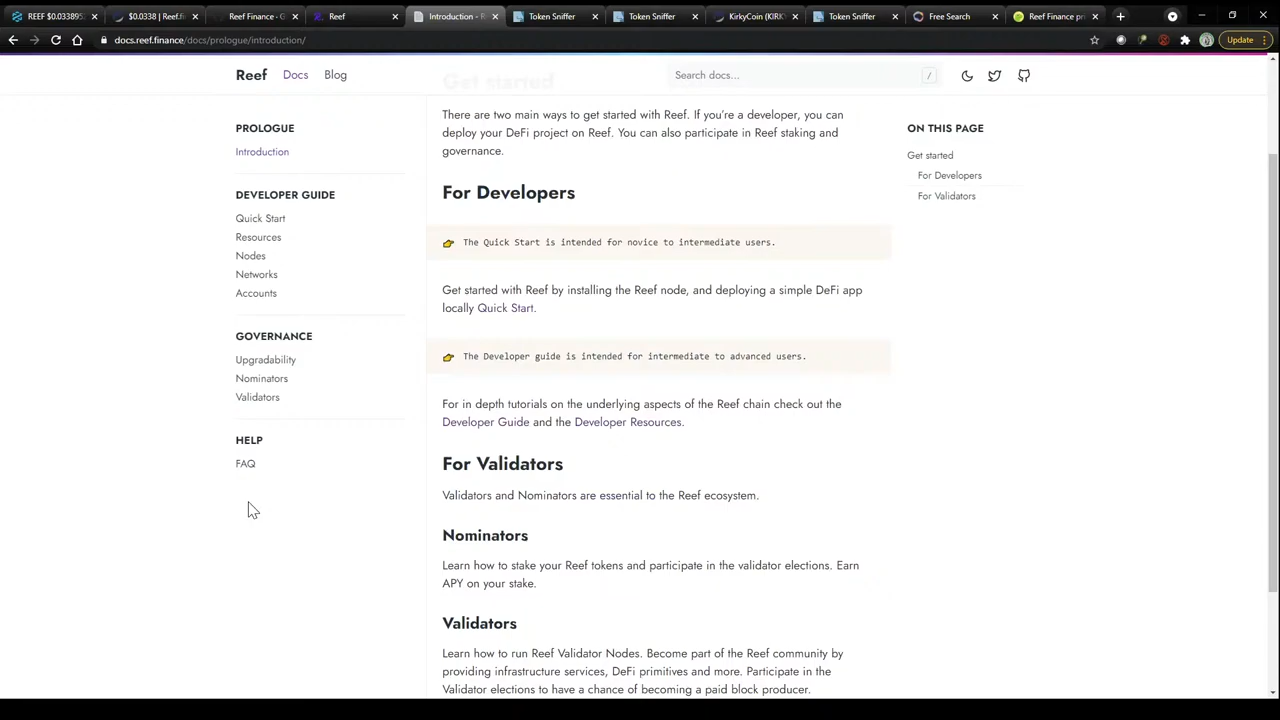 REEF $0.03389
$0.0338 | Reef.fi
Reef Finance - G
Reef
Introduction - R
Token Sniffer
Token Sniffer
KirkyCoin (KIRK
Token Sniffer
Free Search
Reef Finance pr
docs.reef.finance/docs/prologue/introduction/
Update
Reef
Docs
Blog
Search docs...
/
PROLOGUE
Introduction
DEVELOPER GUIDE
Quick Start
Resources
Nodes
Networks
Accounts
GOVERNANCE
Upgradability
Nominators
Validators
HELP
FAQ
Get started
There are two main ways to get started with Reef. If you're a developer, you can
deploy your DeFi project on Reef. You can also participate in Reef staking and
governance.
For Developers
The Quick Start is intended for novice to intermediate users.
Get started with Reef by installing the Reef node, and deploying a simple DeFi app
locally Quick Start.
The Developer guide is intended for intermediate to advanced users.
For in depth tutorials on the underlying aspects of the Reef chain check out the
Developer Guide and the Developer Resources.
For Validators
Validators and Nominators are essential to the Reef ecosystem.
Nominators
Learn how to stake your Reef tokens and participate in the validator elections. Earn
APY on your stake.
Validators
Learn how to run Reef Validator Nodes. Become part of the Reef community by
providing infrastructure services, DeFi primitives and more. Participate in the
Validator elections to have a chance of becoming a paid block producer.
ON THIS PAGE
Get started
For Developers
For Validators